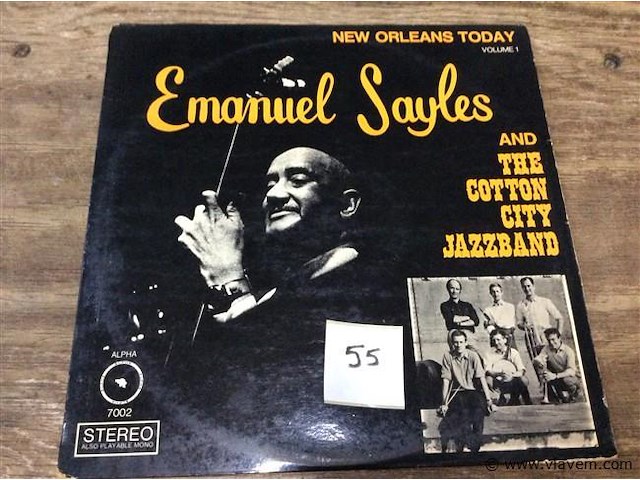 NEW ORLEANS TODAY
VOLUME 1
Emanuel Sayles
AND
THE
COTTON
CITY
JAZZBAND
55
ALPHA
7002
STEREO
ALSO PLAYABLE MONO
© www.viavem.com